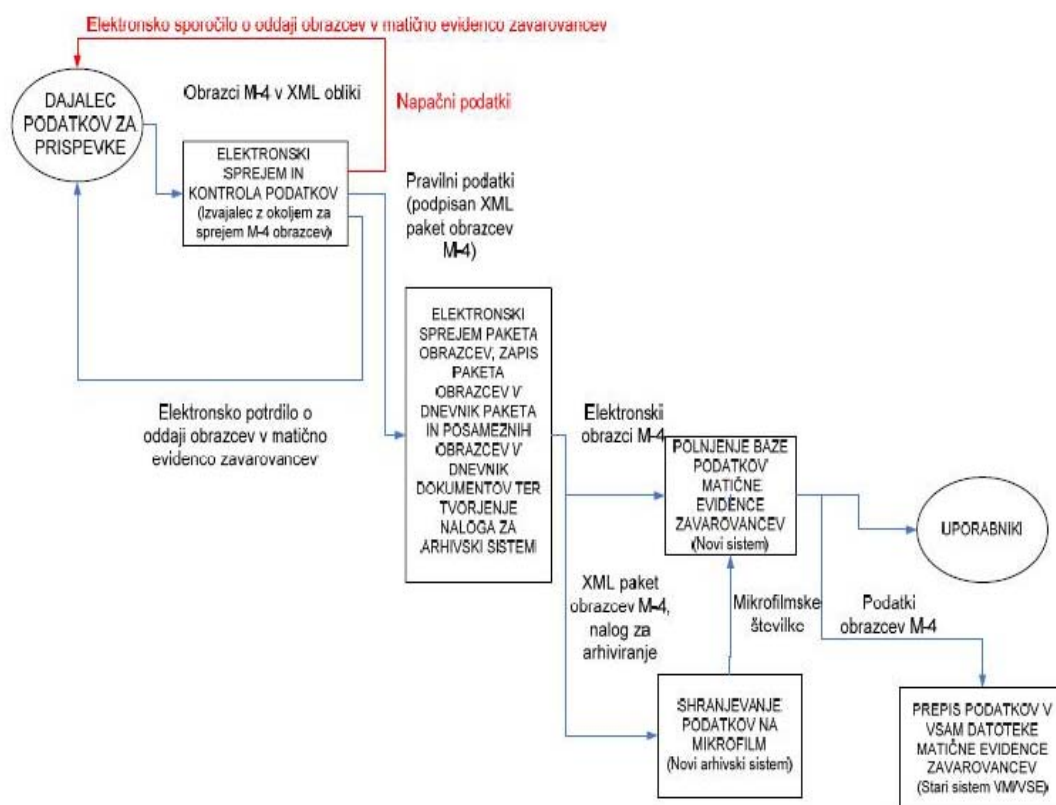 Elektronsko sporočilo o oddaji obrazcev v matično evidenco zavarovancev
DAJALEC
PODATKOV ZA
PRISPEVKE
Obrazci M-4 v XML obliki
Napačni podatki
ELEKTRONSKI
SPREJEM IN
KONTROLA PODATKOV
(Izvajalec z okoljem za
sprejem M-4 obrazcev)
Pravilni podatki
(podpisan XML
paket obrazcev
M-4)
ELEKTRONSKI
SPREJEM PAKETA
OBRAZCEV, ZAPIS
PAKETA
OBRAZCEV V
DNEVNIK PAKETA
IN POSAMEZNIH
OBRAZCEV V
DNEVNIK
DOKUMENTOV TER
TVORJENJE
NALOGA ZA
ARHIVSKI SISTEMI
Elektronsko potrdilo o
oddaji obrazcev v matično
evidenco zavarovancev
Elektronski
obrazci M-4
POLNJENJE BAZE
PODATKOV
MATIČNE
EVIDENCE
ZAVAROVANCEV
(Novi sistem)
UPORABNIKI
XML paket
obrazcev M-4,
nalog za
arhiviranje
Mikrofilmske
številke
Podatki
obrazcev M-4
SHRANJEVANJE
PODATKOV NA
MIKROFILM
(Novi arhivski sistem)
PREPIS PODATKOV V
VSAM DATOTEKE
MATIČNE EVIDENCE
ZAVAROVANCEV
(Stari sistem VM/VSE)